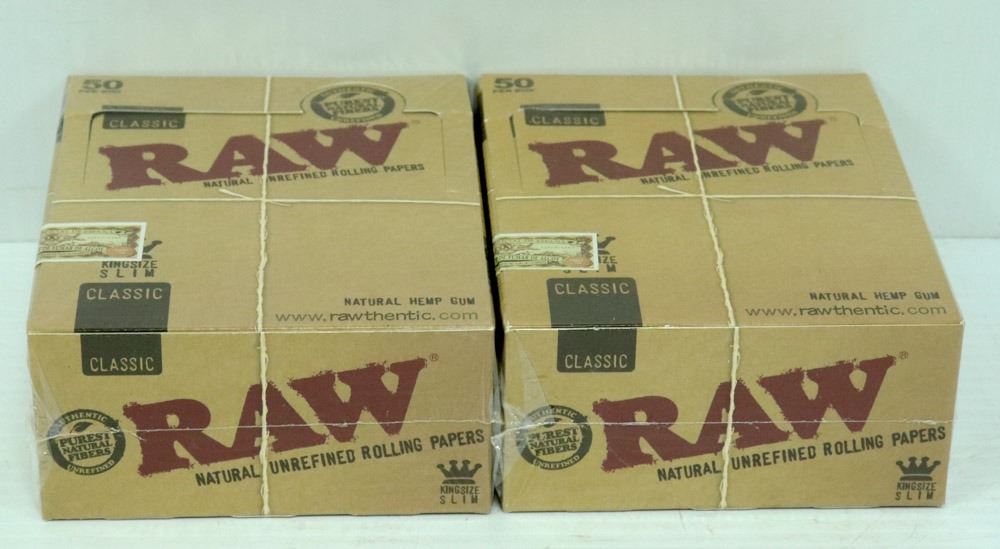 50
CLASSIC
RAW®
NATURAL UNREFINED ROLLING PAPERS
KINGSIZE
SLIM
CLASSIC
NATURAL HEMP GUM
www.rawthentic.com
CLASSIC
RAW®
AUTHENTIC
PUREST
NATURAL
FIBERS
UNREFINED
NATURAL UNREFINED ROLLING PAPERS
KINGSIZE
SLIM
50
CLASSIC
RAW
NATURAL UNREFINED ROLLING PAPERS
CLASSIC
NATURAL HEMP GUM
www.rawthentic.com
CLASSIC
RAW®
AUTHENTIC
PUREST
NATURAL
FIBERS
UNREFINED
NATURAL UNREFINED ROLLING PAPERS
KINGSIZE
SLIM